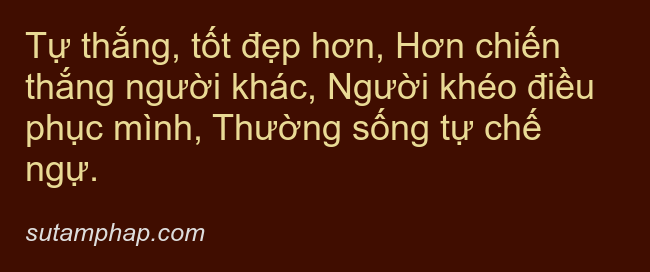 Tự thắng, tốt đẹp hơn, Hơn chiến
thắng người khác, Người khéo điều
phục mình, Thường sống tự chế
ngự.
sutamphap.com